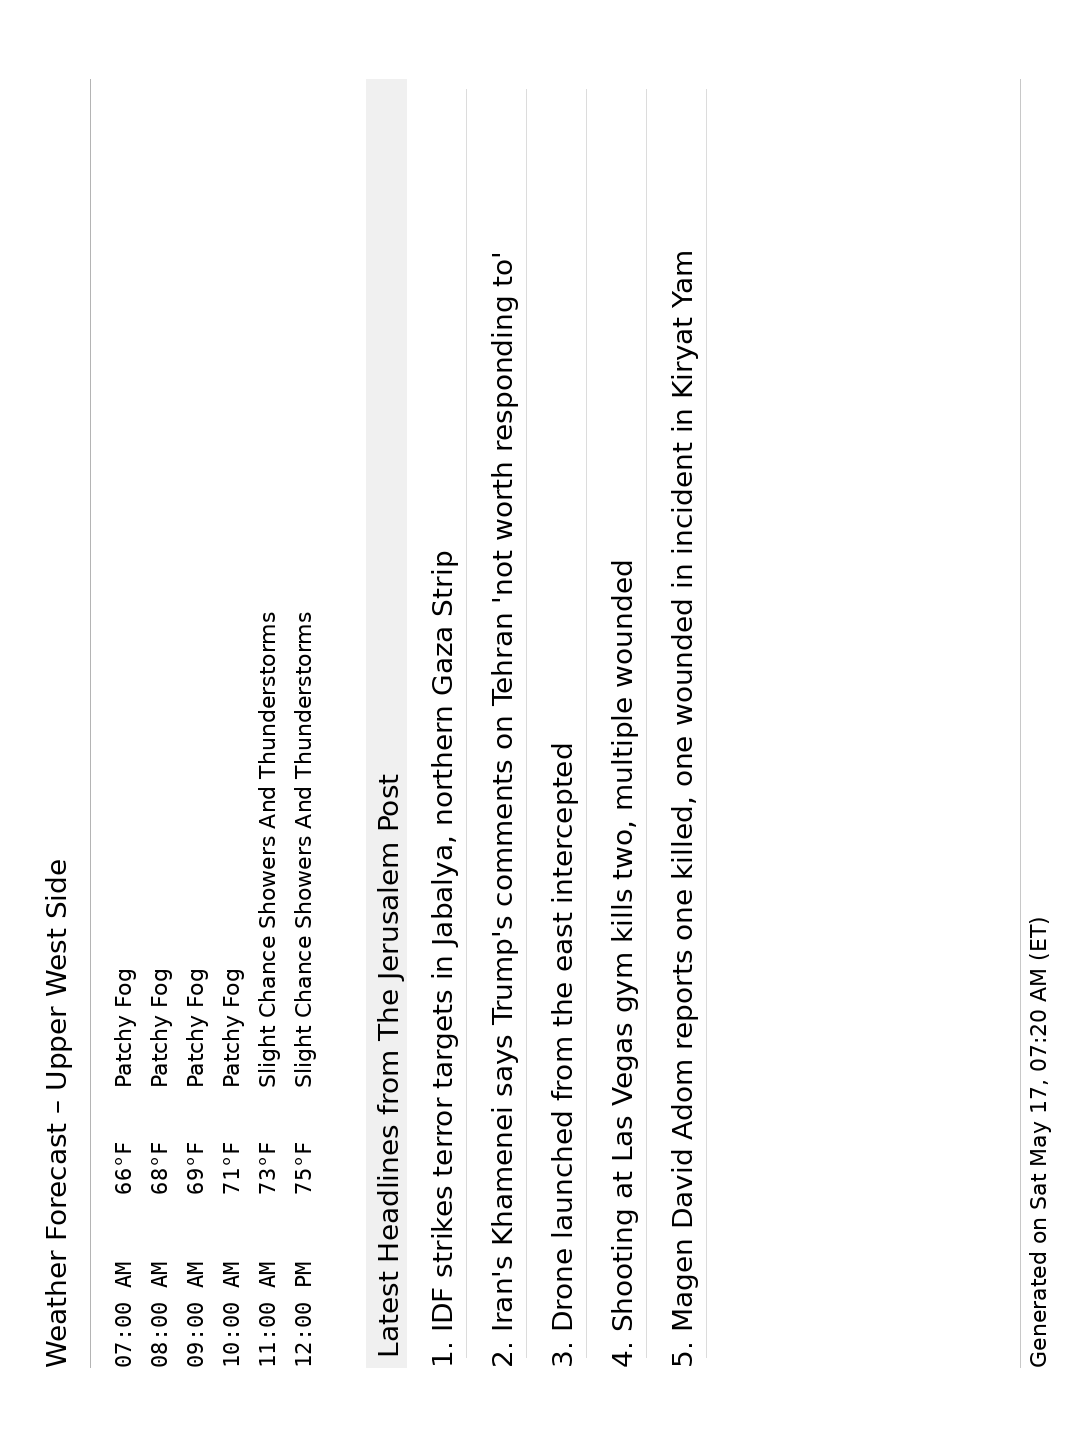 Weather Forecast – Upper West Side
07:00 AM 66°F Patchy Fog
08:00 AM 68°F Patchy Fog
09:00 AM 69°F Patchy Fog
10:00 AM 71°F Patchy Fog
11:00 AM 73°F Slight Chance Showers And Thunderstorms
12:00 PM 75°F Slight Chance Showers And Thunderstorms
Latest Headlines from The Jerusalem Post
1. IDF strikes terror targets in Jabalya, northern Gaza Strip
2. Iran's Khamenei says Trump's comments on Tehran 'not worth responding to'
3. Drone launched from the east intercepted
4. Shooting at Las Vegas gym kills two, multiple wounded
5. Magen David Adom reports one killed, one wounded in incident in Kiryat Yam
Generated on Sat May 17, 07:20 AM (ET)